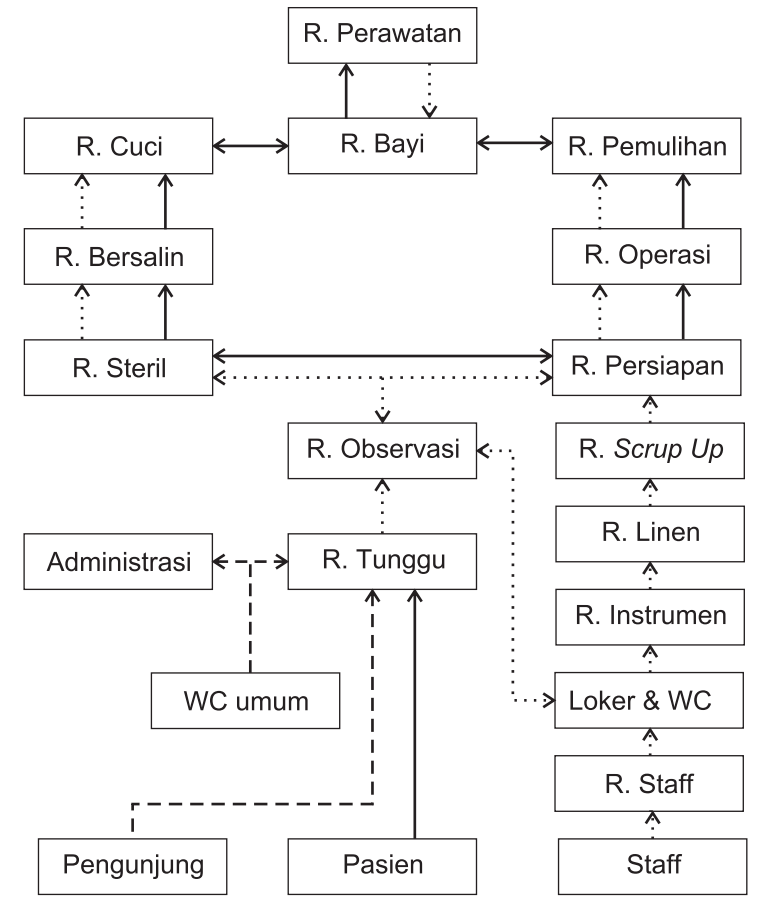 R. Perawatan
R. Cuci
R. Bayi
R. Pemulihan
R. Bersalin
R. Operasi
R. Steril
R. Persiapan
R. Observasi
R. Scrup Up
R. Linen
Administrasi
R. Tunggu
R. Instrumen
WC umum
Loker & WC
R. Staff
Pengunjung
Pasien
Staff